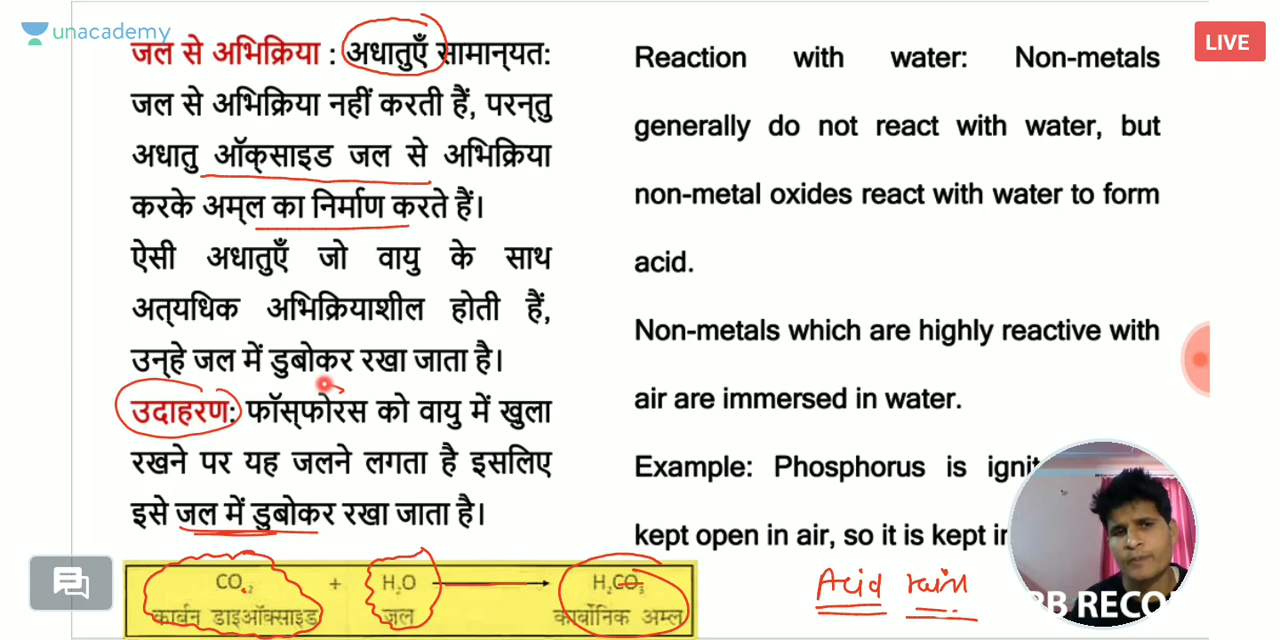 unacademy
LIVE
जल से अभिक्रिया : अधातुएँ सामान्यत:
जल से अभिक्रिया नहीं करती हैं, परन्तु
अधातु ऑक्साइड जल से अभिक्रिया
करके अम्ल का निर्माण करते हैं।
ऐसी अधातुएँ जो वायु के साथ
अत्यधिक अभिक्रियाशील होती हैं,
उन्हे जल में डुबोकर रखा जाता है।
उदाहरण: फॉस्फोरस को वायु में खुला
रखने पर यह जलने लगता है इसलिए
इसे जल में डुबोकर रखा जाता है।
Reaction with water: Non-metals
generally do not react with water, but
non-metal oxides react with water to form
acid.
Non-metals which are highly reactive with
air are immersed in water.
Example: Phosphorus is
kept open in air, so it is kept
CO₂ + H₂O → H₂CO₃
कार्बन डाइऑक्साइड जल कार्बोनिक अम्ल
Acid rain